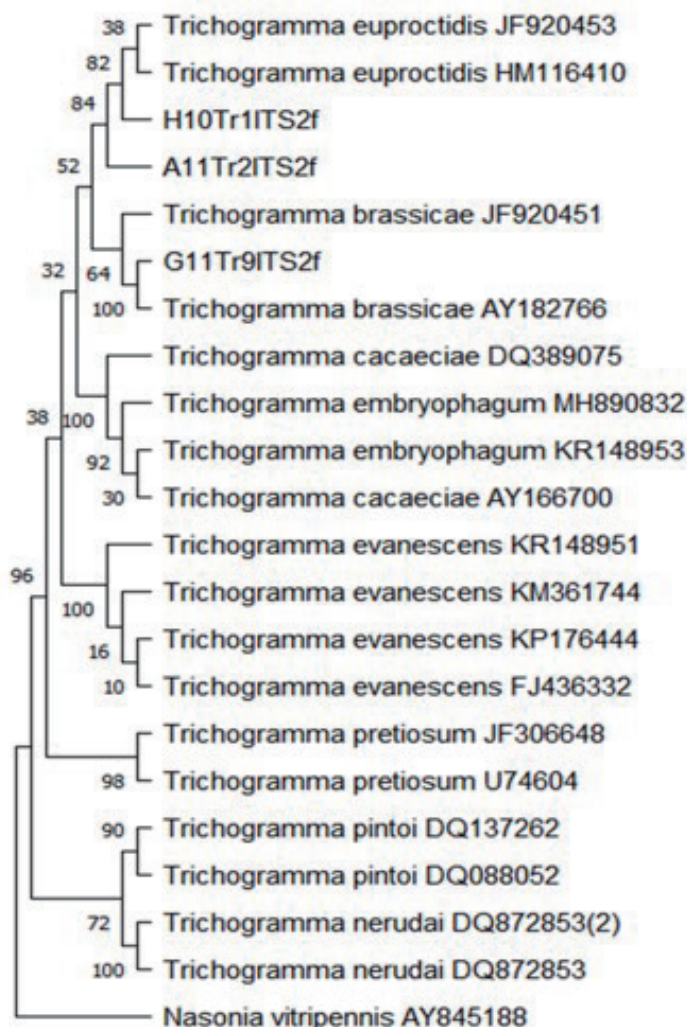 38
Trichogramma euproctidis JF920453
82
Trichogramma euproctidis HM116410
84
H10Tr1ITS2f
52
A11Tr2ITS2f
Trichogramma brassicae JF920451
32
64
G11Tr9ITS2f
100
Trichogramma brassicae AY182766
Trichogramma cacaeciae DQ389075
38
100
Trichogramma embryophagum MH890832
92
Trichogramma embryophagum KR148953
30
Trichogramma cacaeciae AY166700
Trichogramma evanescens KR148951
96
100
Trichogramma evanescens KM361744
16
Trichogramma evanescens KP176444
10
Trichogramma evanescens FJ436332
Trichogramma pretiosum JF306648
98
Trichogramma pretiosum U74604
90
Trichogramma pintoi DQ137262
Trichogramma pintoi DQ088052
72
Trichogramma nerudai DQ872853(2)
100
Trichogramma nerudai DQ872853
Nasonia vitripennis AY845188